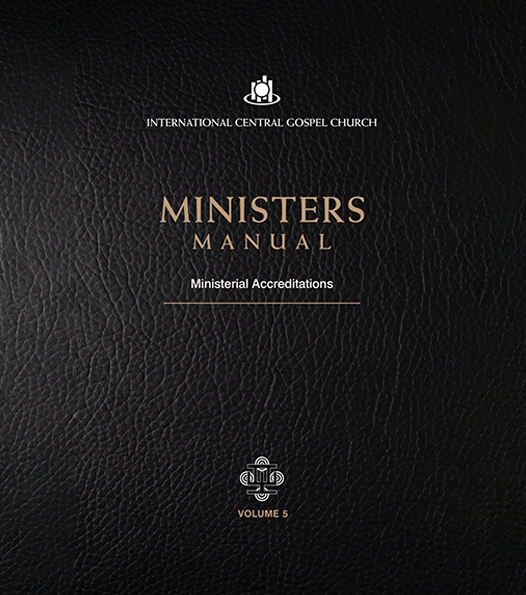 INTERNATIONAL CENTRAL GOSPEL CHURCH
MINISTERS
MANUAL
Ministerial Accreditations
VOLUME 5